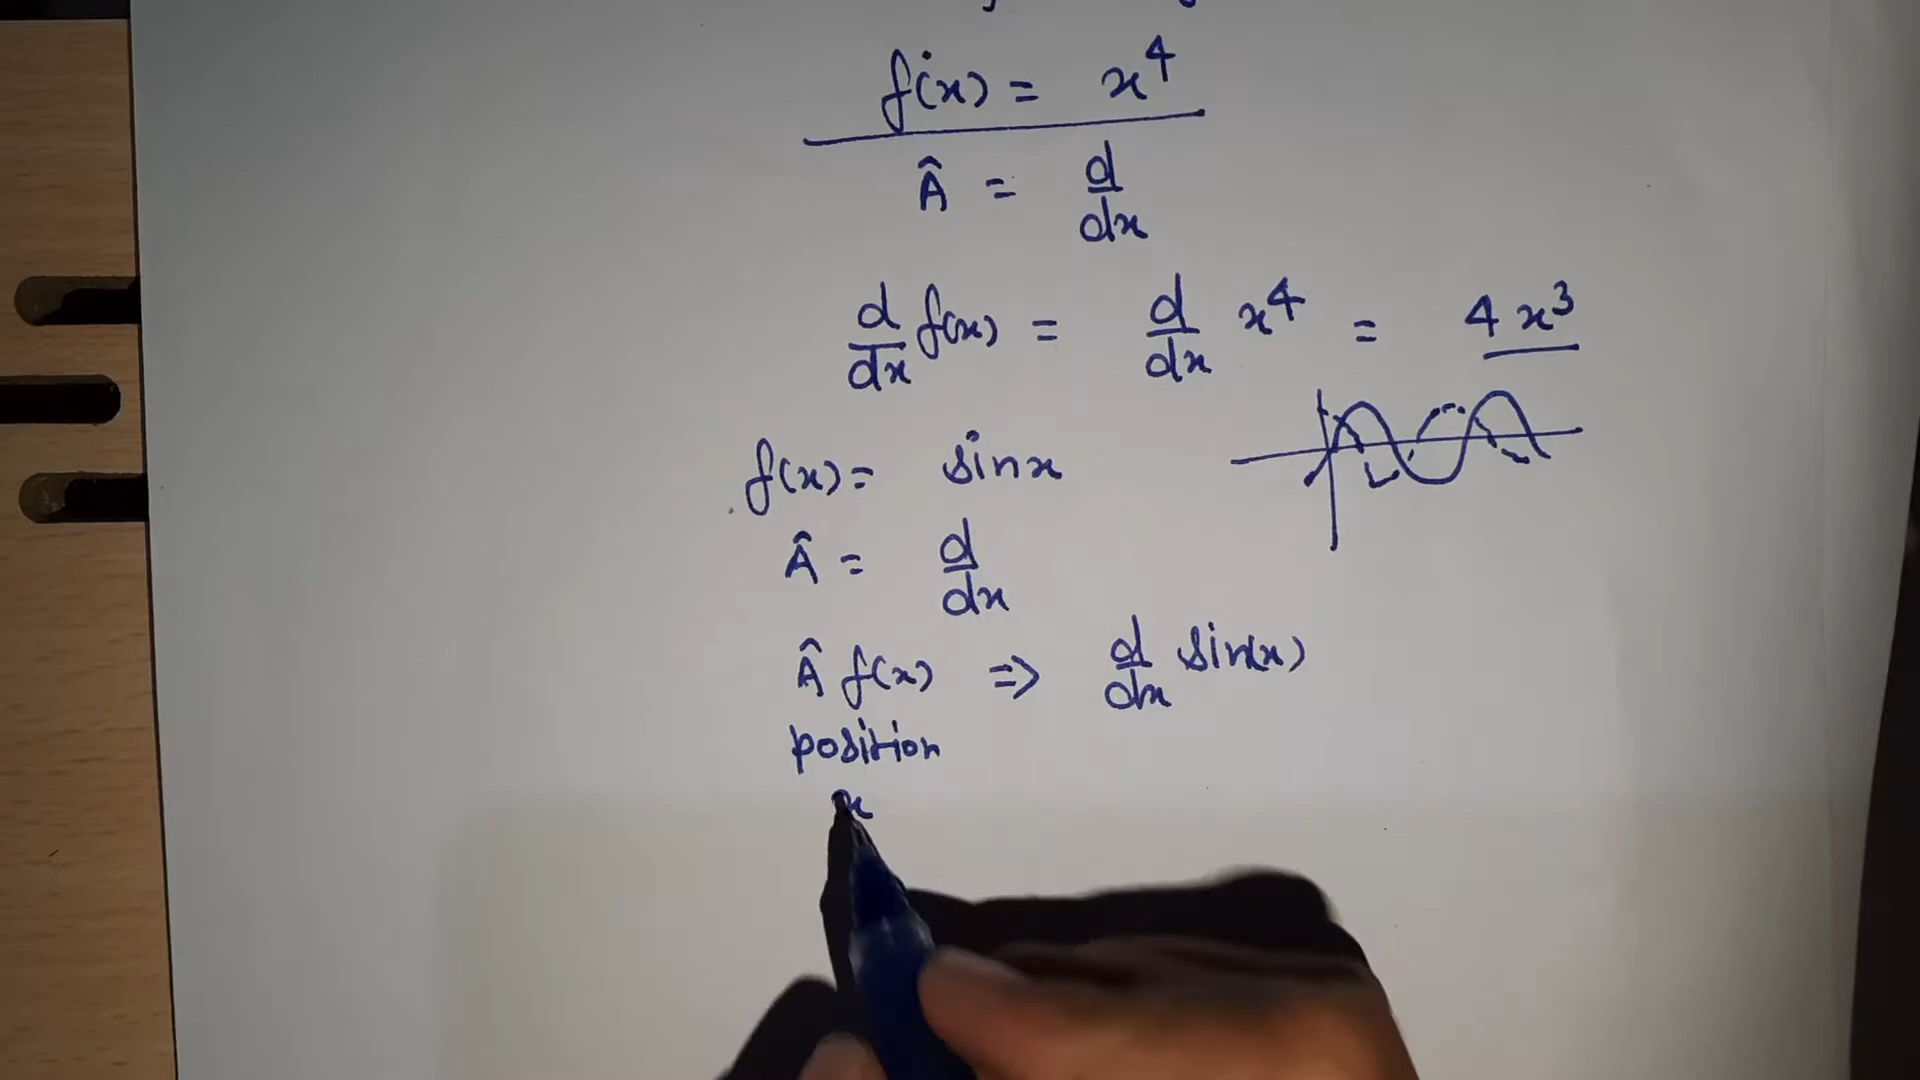 f(x) = x⁴
Â = d/dx
d/dx f(x) = d/dx x⁴ = 4x³
f(x) = sinx
Â = d/dx
Â f(x) ⇒ d/dx sin(x)
position
x